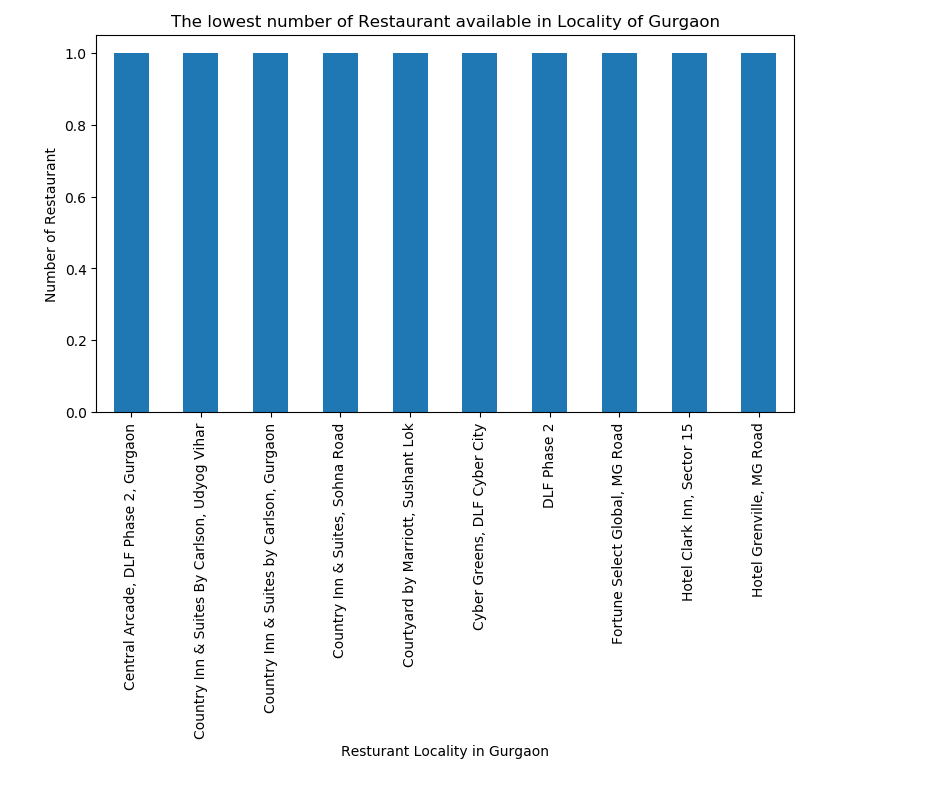 The lowest number of Restaurant available in Locality of Gurgaon
Number of Restaurant
1.0
0.8
0.6
0.4
0.2
0.0
Central Arcade, DLF Phase 2, Gurgaon
Country Inn & Suites By Carlson, Udyog Vihar
Country Inn & Suites by Carlson, Gurgaon
Country Inn & Suites, Sohna Road
Courtyard by Marriott, Sushant Lok
Cyber Greens, DLF Cyber City
DLF Phase 2
Fortune Select Global, MG Road
Hotel Clark Inn, Sector 15
Hotel Grenville, MG Road
Resturant Locality in Gurgaon